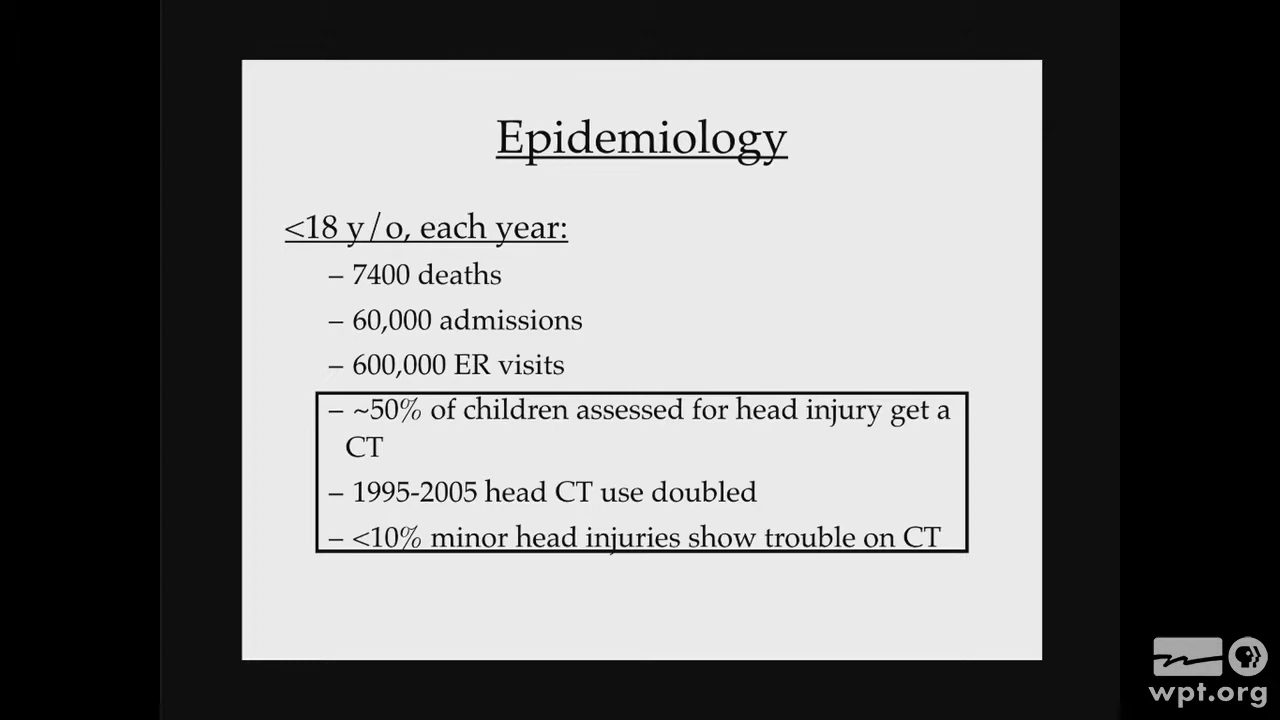 Epidemiology
<18 y/o, each year:
– 7400 deaths
– 60,000 admissions
– 600,000 ER visits
– ~50% of children assessed for head injury get a
CT
– 1995-2005 head CT use doubled
– <10% minor head injuries show trouble on CT
wpt.org